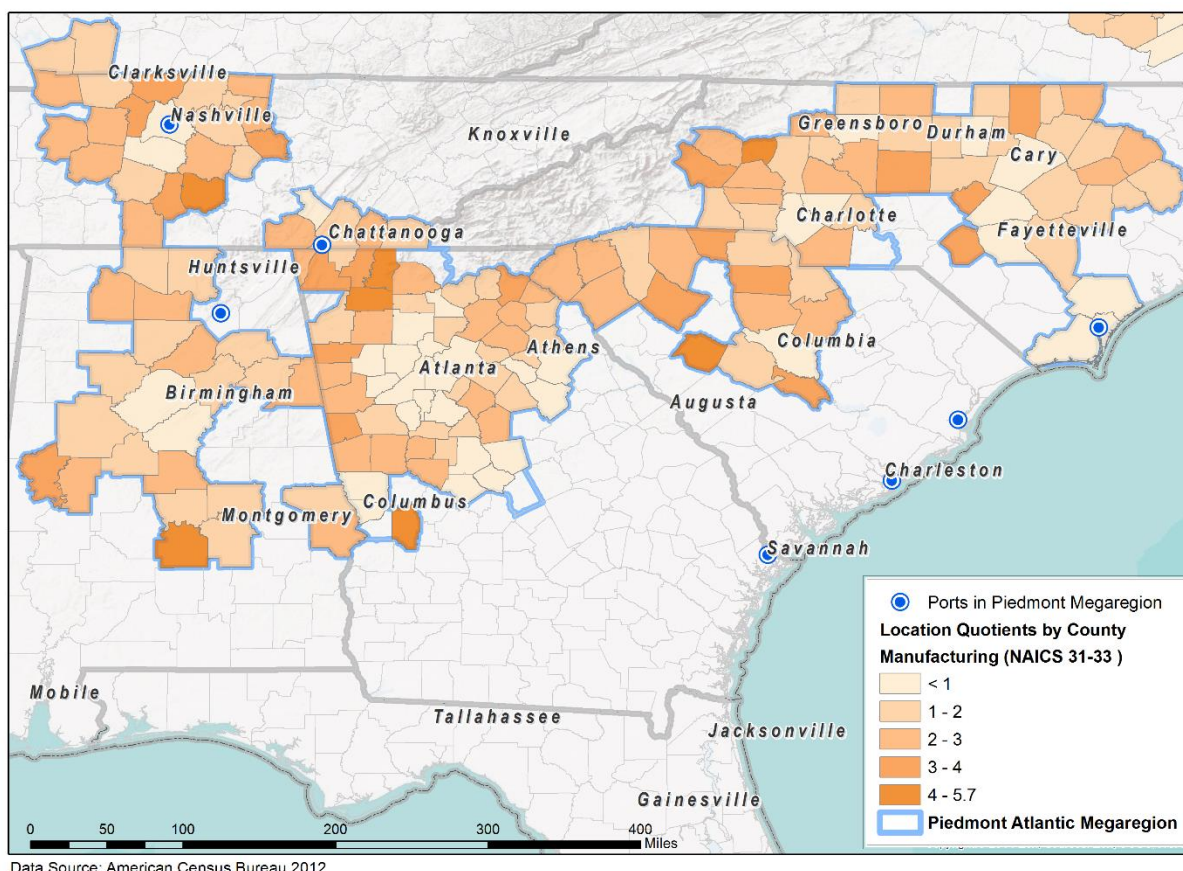 Clarksville
Nashville
Knoxville
Greensboro
Durham
Cary
Chattanooga
Charlotte
Fayetteville
Huntsville
Athens
Atlanta
Columbia
Birmingham
Augusta
Charleston
Columbus
Montgomery
Savannah
Mobile
Tallahassee
Jacksonville
Gainesville
Ports in Piedmont Megaregion
Location Quotients by County
Manufacturing (NAICS 31-33 )
< 1
1 - 2
2 - 3
3 - 4
4 - 5.7
Piedmont Atlantic Megaregion
0 50 100 200 300 400
Miles
Data Source: American Census Bureau 2012